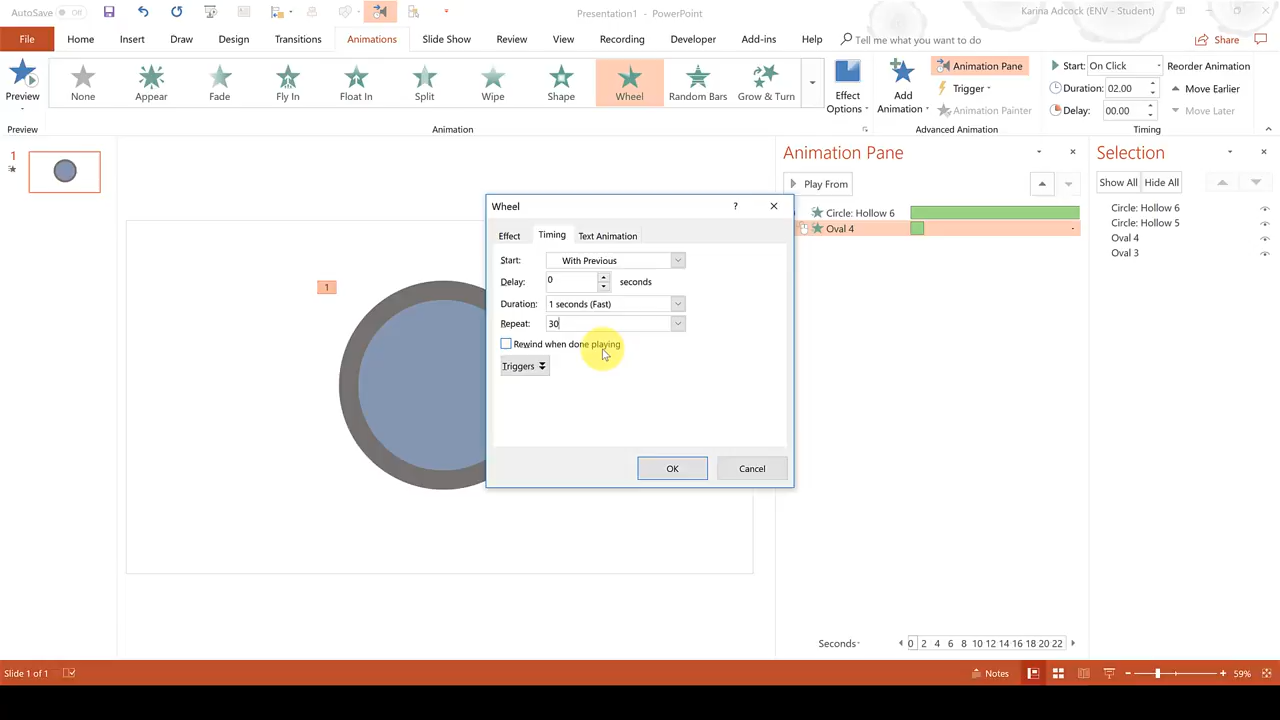 AutoSave Off
Presentation1 - PowerPoint
Karina Adcock (ENV - Student)
File Home Insert Draw Design Transitions Animations Slide Show Review View Recording Developer Add-ins Help Tell me what you want to do Share
Preview
None Appear Fade Fly In Float In Split Wipe Shape Wheel Random Bars Grow & Turn
Effect Options
Add Animation
Animation Pane
Trigger
Animation Painter
Start: On Click
Duration: 02.00
Delay: 00.00
Reorder Animation
Move Earlier
Move Later
Preview Animation Advanced Animation Timing
1
1
Wheel ?
Effect Timing Text Animation
Start: With Previous
Delay: 0 seconds
Duration: 1 seconds (Fast)
Repeat: 30
Rewind when done playing
Triggers
OK Cancel
Animation Pane
Play From
Circle: Hollow 6
Oval 4
Seconds 0 2 4 6 8 10 12 14 16 18 20 22
Selection
Show All Hide All
Circle: Hollow 6
Circle: Hollow 5
Oval 4
Oval 3
Slide 1 of 1
Notes
59%